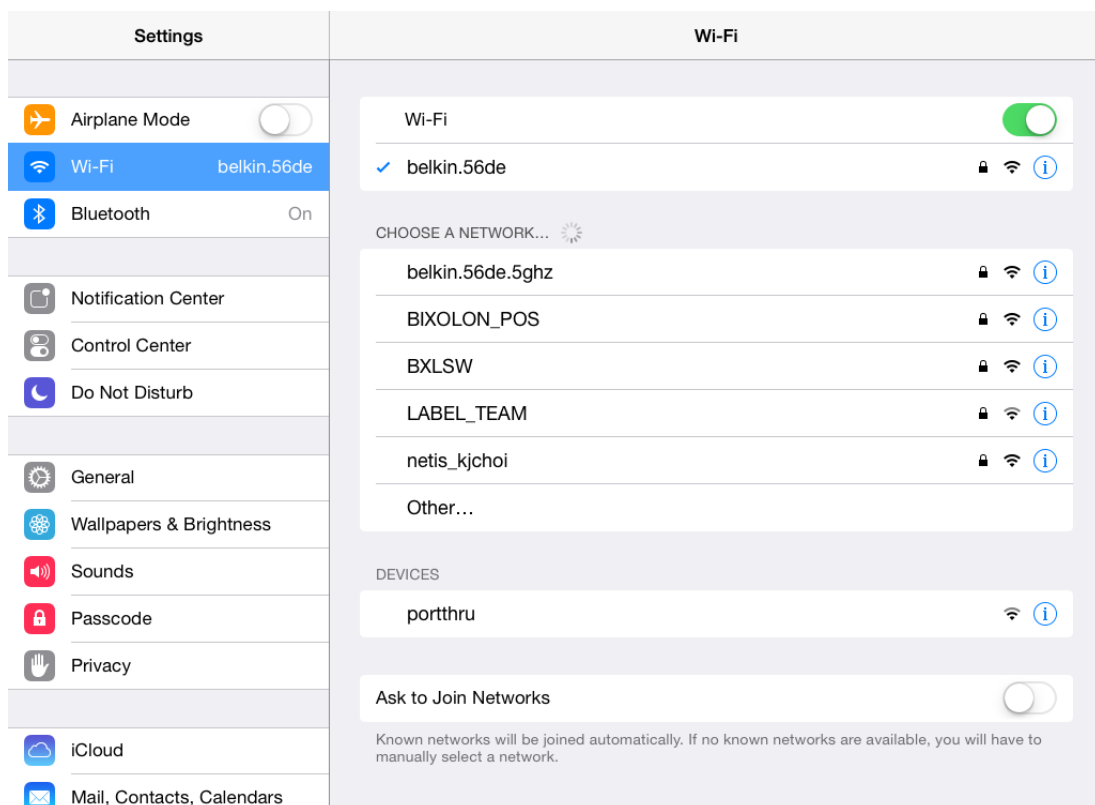 Settings
Airplane Mode
Wi-Fi belkin.56de
Bluetooth On
Notification Center
Control Center
Do Not Disturb
General
Wallpapers & Brightness
Sounds
Passcode
Privacy
iCloud
Mail, Contacts, Calendars
Wi-Fi
Wi-Fi
belkin.56de
CHOOSE A NETWORK...
belkin.56de.5ghz
BIXOLON_POS
BXLSW
LABEL_TEAM
netis_kjchoi
Other...
DEVICES
portthru
Ask to Join Networks
Known networks will be joined automatically. If no known networks are available, you will have to
manually select a network.